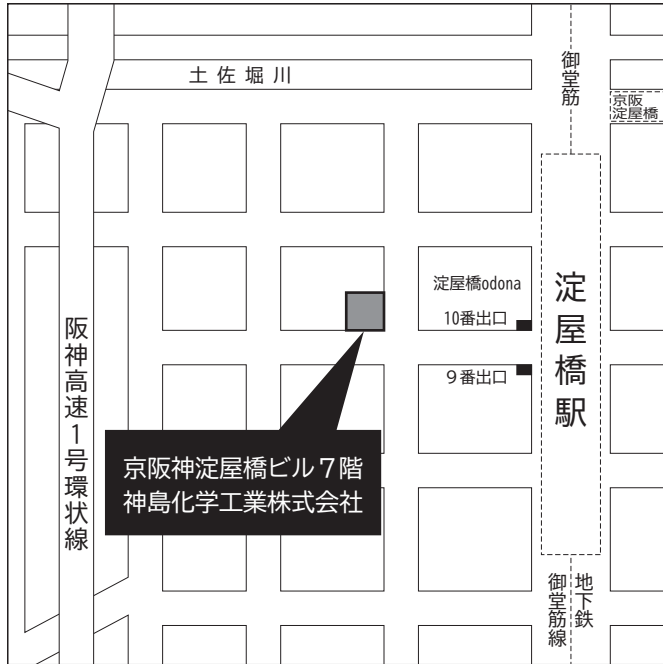 土佐堀川
御堂筋
京阪
淀屋橋
淀屋橋odona
10番出口
9番出口
淀屋橋駅
阪神高速1号環状線
京阪神淀屋橋ビル7階
神島化学工業株式会社
地下鉄
御堂筋線